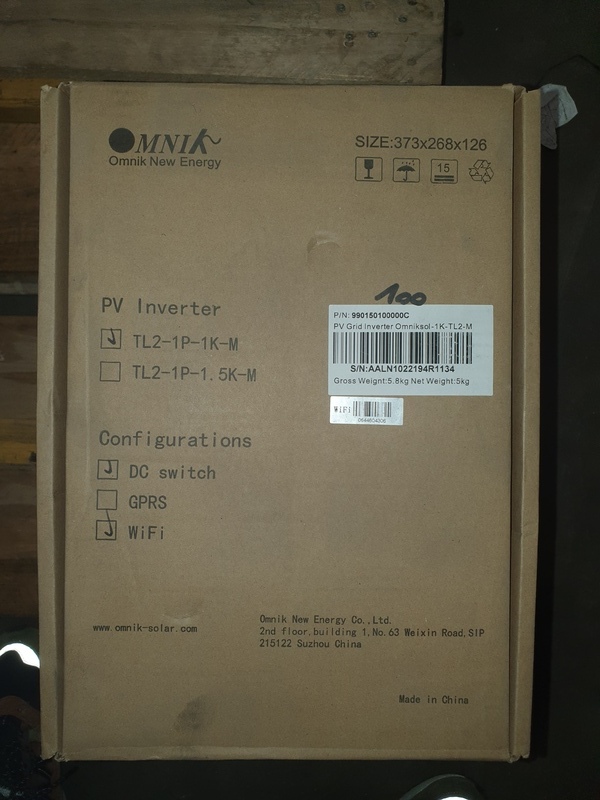 OMNIK
Omnik New Energy
SIZE:373x268x126
15
100
PV Inverter
TL2-1P-1K-M
TL2-1P-1.5K-M
P/N: 990150100000C
PV Grid Inverter Omniksol-1K-TL2-M
S/N:AALN1022194R1134
Gross Weight:5.8kg Net Weight:5kg
WiFi
Configurations
DC switch
GPRS
WiFi
www.omnik-solar.com
Omnik New Energy Co.,Ltd.
2nd floor,building 1,No.63 Weixin Road,SIP
215122 Suzhou China
Made in China